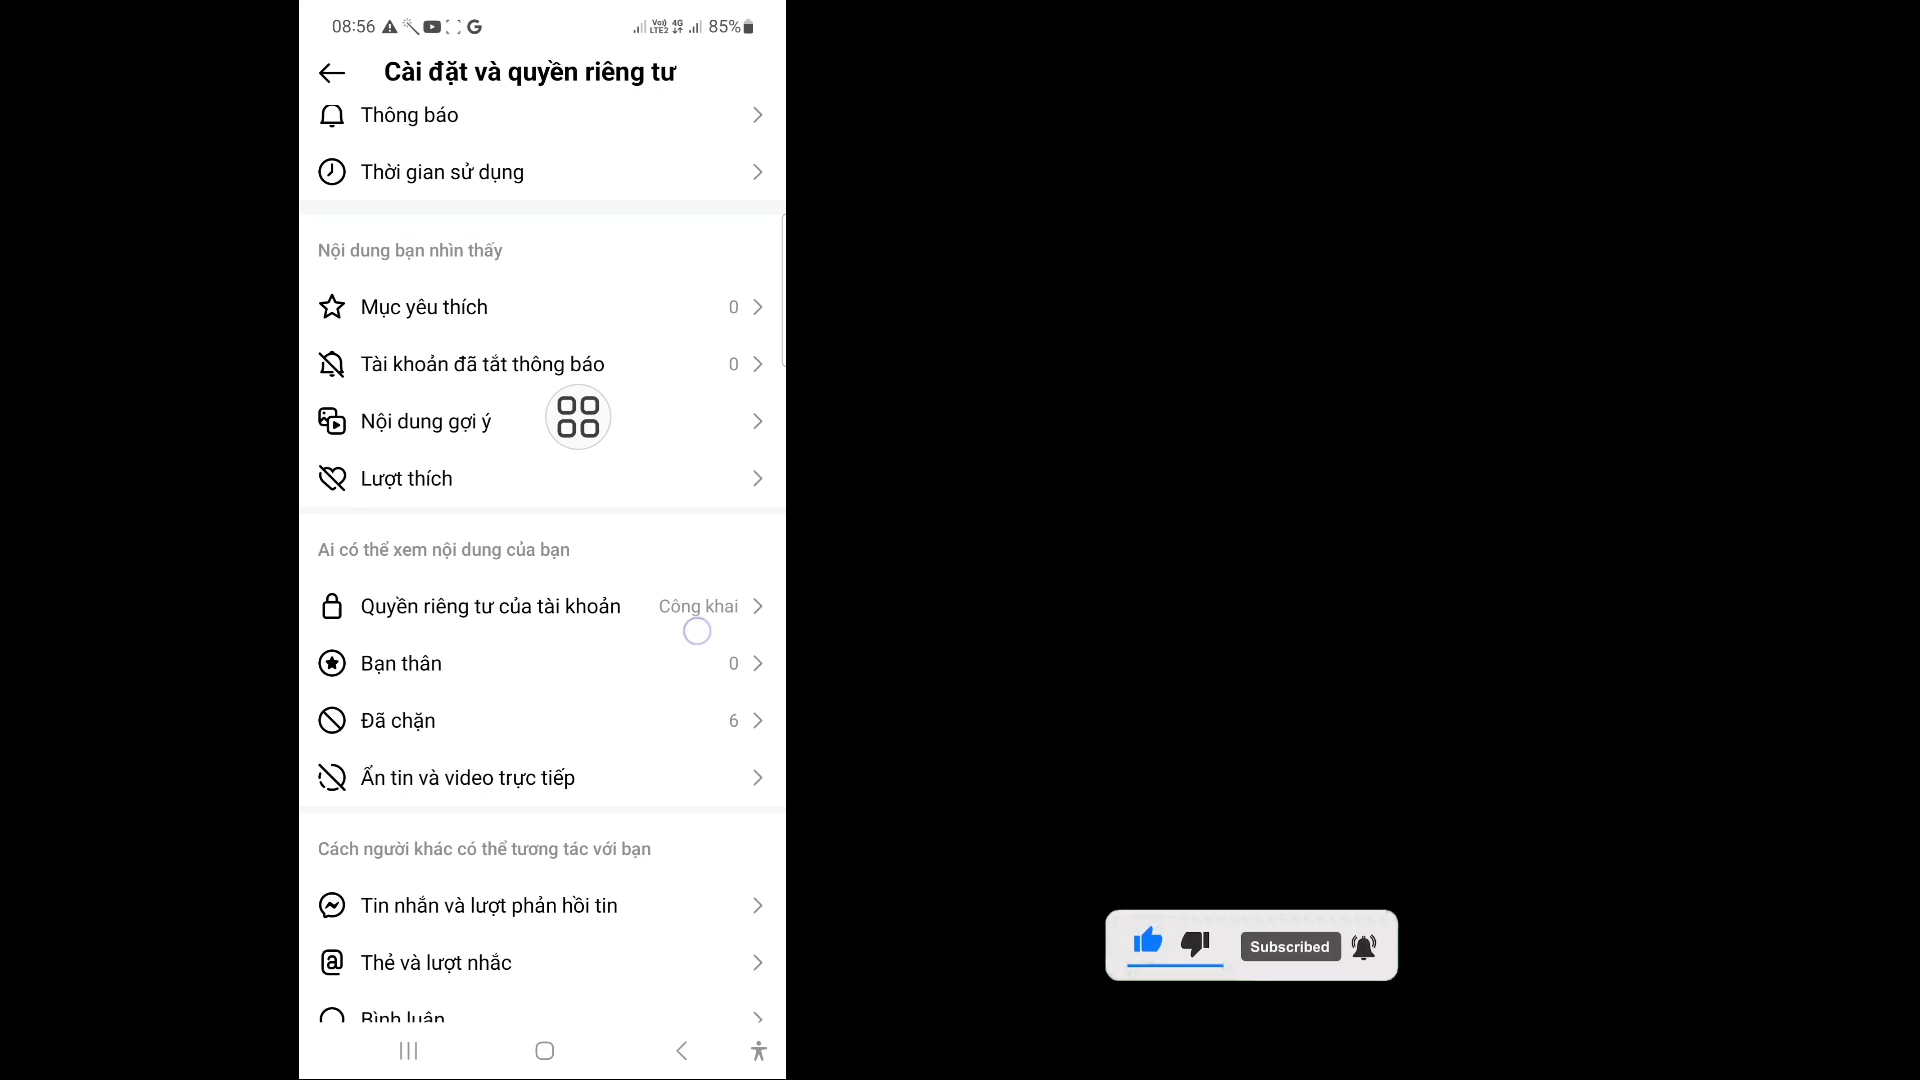 08:56 Vo)) LTE2 4G 85%
Cài đặt và quyền riêng tư
Thông báo
Thời gian sử dụng
Nội dung bạn nhìn thấy
Mục yêu thích 0
Tài khoản đã tắt thông báo 0
Nội dung gợi ý
Lượt thích
Ai có thể xem nội dung của bạn
Quyền riêng tư của tài khoản Công khai
Bạn thân 0
Đã chặn 6
Ẩn tin và video trực tiếp
Cách người khác có thể tương tác với bạn
Tin nhắn và lượt phản hồi tin
Thẻ và lượt nhắc
Bình luận
Subscribed